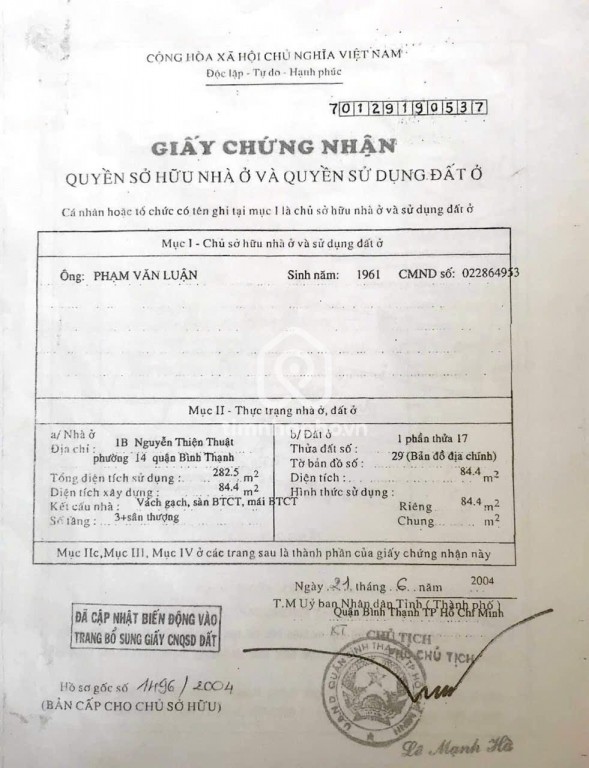 CỘNG HÒA XÃ HỘI CHỦ NGHĨA VIỆT NAM
Độc lập - Tự do - Hạnh phúc
70129190537
GIẤY CHỨNG NHẬN
QUYỀN SỞ HỮU NHÀ Ở VÀ QUYỀN SỬ DỤNG ĐẤT Ở
Cá nhân hoặc tổ chức có tên ghi tại mục I là chủ sở hữu nhà ở và sử dụng đất ở
Mục I - Chủ sở hữu nhà ở và sử dụng đất ở
Ông: PHẠM VĂN LUẬN Sinh năm: 1961 CMND số: 022864953
Mục II - Thực trạng nhà ở, đất ở
a/ Nhà ở
Địa chỉ : 1B Nguyễn Thiện Thuật
phường 14 quận Bình Thạnh
Tổng diện tích sử dụng : 282.5 m2
Diện tích xây dựng : 84.4 m2
Kết cấu nhà : Vách gạch, sàn BTCT, mái BTCT
Số tầng : 3+sân thượng
b/ Đất ở
Thửa đất số: 1 phần thửa 17
Tờ bản đồ số: 29 (Bản đồ địa chính)
Diện tích : 84.4 m2
Hình thức sử dụng :
Riêng 84.4 m2
Chung m2
Mục IIc, Mục III, Mục IV ở các trang sau là thành phần của giấy chứng nhận này
Ngày 21 tháng 6 năm 2004
T.M Uỷ ban Nhân dân Tỉnh ( Thành phố )
Quận Bình Thạnh TP Hồ Chí Minh
KT CHỦ TỊCH
PHÓ CHỦ TỊCH
ĐÃ CẬP NHẬT BIẾN ĐỘNG VÀO
TRANG BỔ SUNG GIẤY CNQSD ĐẤT
Hồ sơ gốc số 1496/2004
(BẢN CẤP CHO CHỦ SỞ HỮU)
Lê Mạnh Hà